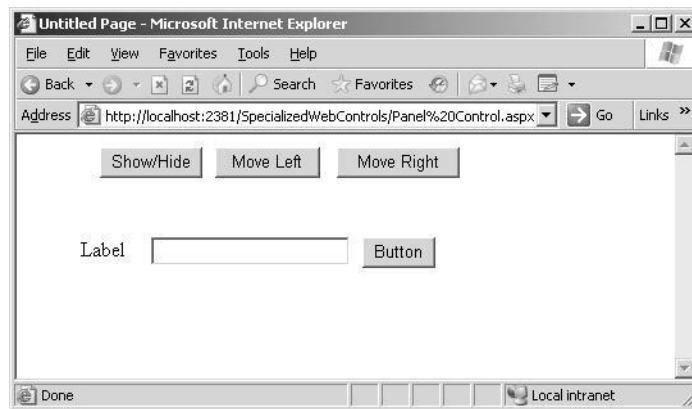 Untitled Page - Microsoft Internet Explorer
File Edit View Favorites Tools Help
Back Search Favorites
Address http://localhost:2381/SpecializedWebControls/Panel%20Control.aspx Go Links »
Show/Hide Move Left Move Right
Label Button
Done Local intranet